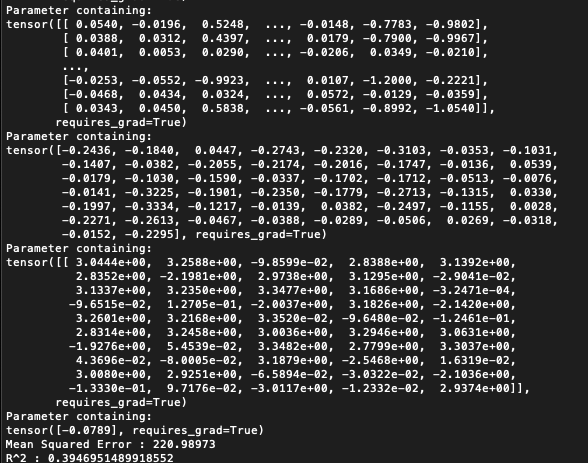 Parameter containing:
tensor([[ 0.0540, -0.0196,  0.5248,  ..., -0.0148, -0.7783, -0.9802],
        [ 0.0388,  0.0312,  0.4397,  ...,  0.0179, -0.7900, -0.9967],
        [ 0.0401,  0.0053,  0.0290,  ..., -0.0206,  0.0349, -0.0210],
        ...,
        [-0.0253, -0.0552, -0.9923,  ...,  0.0107, -1.2000, -0.2221],
        [-0.0468,  0.0434,  0.0324,  ...,  0.0572, -0.0129, -0.0359],
        [ 0.0343,  0.0450,  0.5838,  ..., -0.0561, -0.8992, -1.0540]],
       requires_grad=True)
Parameter containing:
tensor([-0.2436, -0.1840,  0.0447, -0.2743, -0.2320, -0.3103, -0.0353, -0.1031,
        -0.1407, -0.0382, -0.2055, -0.2174, -0.2016, -0.1747, -0.0136,  0.0539,
        -0.0179, -0.1030, -0.1590, -0.0337, -0.1702, -0.1712, -0.0513, -0.0076,
        -0.0141, -0.3225, -0.1901, -0.2350, -0.1779, -0.2713, -0.1315,  0.0330,
        -0.1997, -0.3334, -0.1217, -0.0139,  0.0382, -0.2497, -0.1155,  0.0028,
        -0.2271, -0.2613, -0.0467, -0.0388, -0.0289, -0.0506,  0.0269, -0.0318,
        -0.0152, -0.2295], requires_grad=True)
Parameter containing:
tensor([[ 3.0444e+00,  3.2588e+00, -9.8599e-02,  2.8388e+00,  3.1392e+00,
          2.8352e+00, -2.1981e+00,  2.9738e+00,  3.1295e+00, -2.9041e-02,
          3.1337e+00,  3.2350e+00,  3.3477e+00,  3.1686e+00, -3.2471e-04,
         -9.6515e-02,  1.2705e-01, -2.0037e+00,  3.1826e+00, -2.1420e+00,
          3.2601e+00,  3.2168e+00,  3.3520e-02, -9.6480e-02, -1.2461e-01,
          2.8314e+00,  3.2458e+00,  3.0036e+00,  3.2946e+00,  3.0631e+00,
         -1.9276e+00,  5.4539e-02,  3.3482e+00,  2.7799e+00,  3.3037e+00,
          4.3696e-02, -8.0005e-02,  3.1879e+00, -2.5468e+00,  1.6319e-02,
          3.0080e+00,  2.9251e+00, -6.5894e-02, -3.0322e-02, -2.1036e+00,
         -1.3330e-01,  9.7176e-02, -3.0117e+00, -1.2332e-02,  2.9374e+00]],
       requires_grad=True)
Parameter containing:
tensor([-0.0789], requires_grad=True)
Mean Squared Error : 220.98973
R^2 : 0.3946951489918552